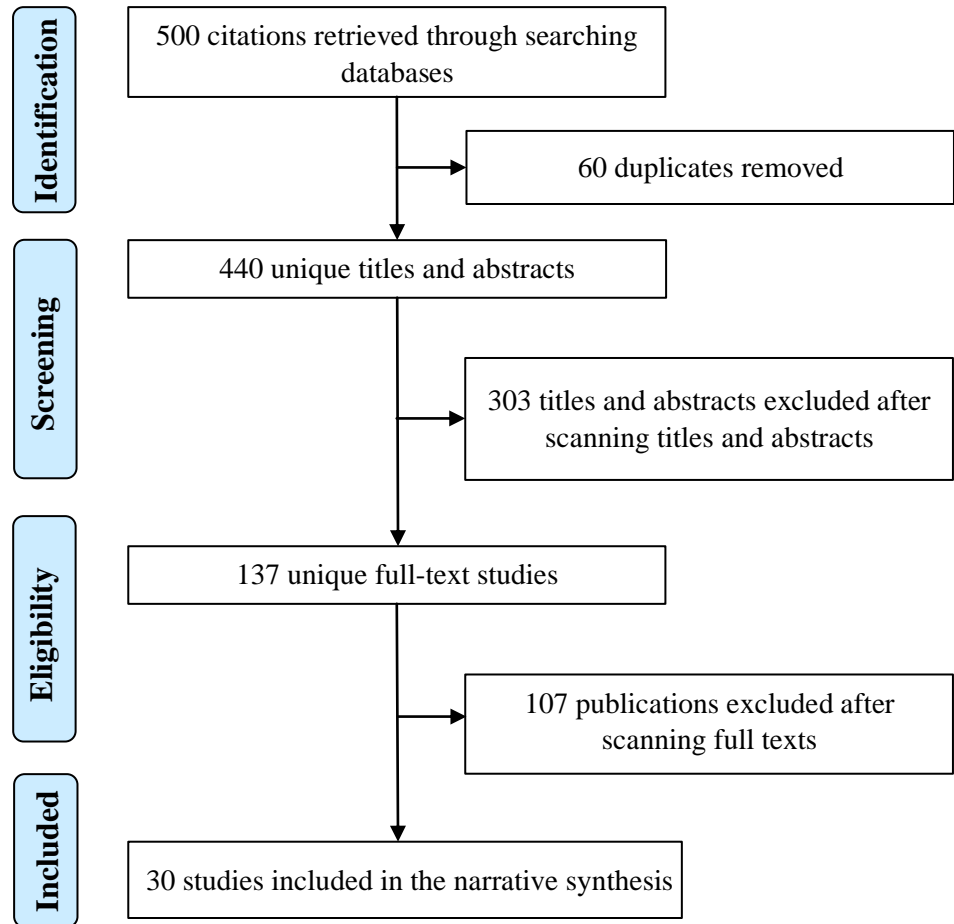 Identification
500 citations retrieved through searching
databases
60 duplicates removed
Screening
440 unique titles and abstracts
303 titles and abstracts excluded after
scanning titles and abstracts
Eligibility
137 unique full-text studies
107 publications excluded after
scanning full texts
Included
30 studies included in the narrative synthesis